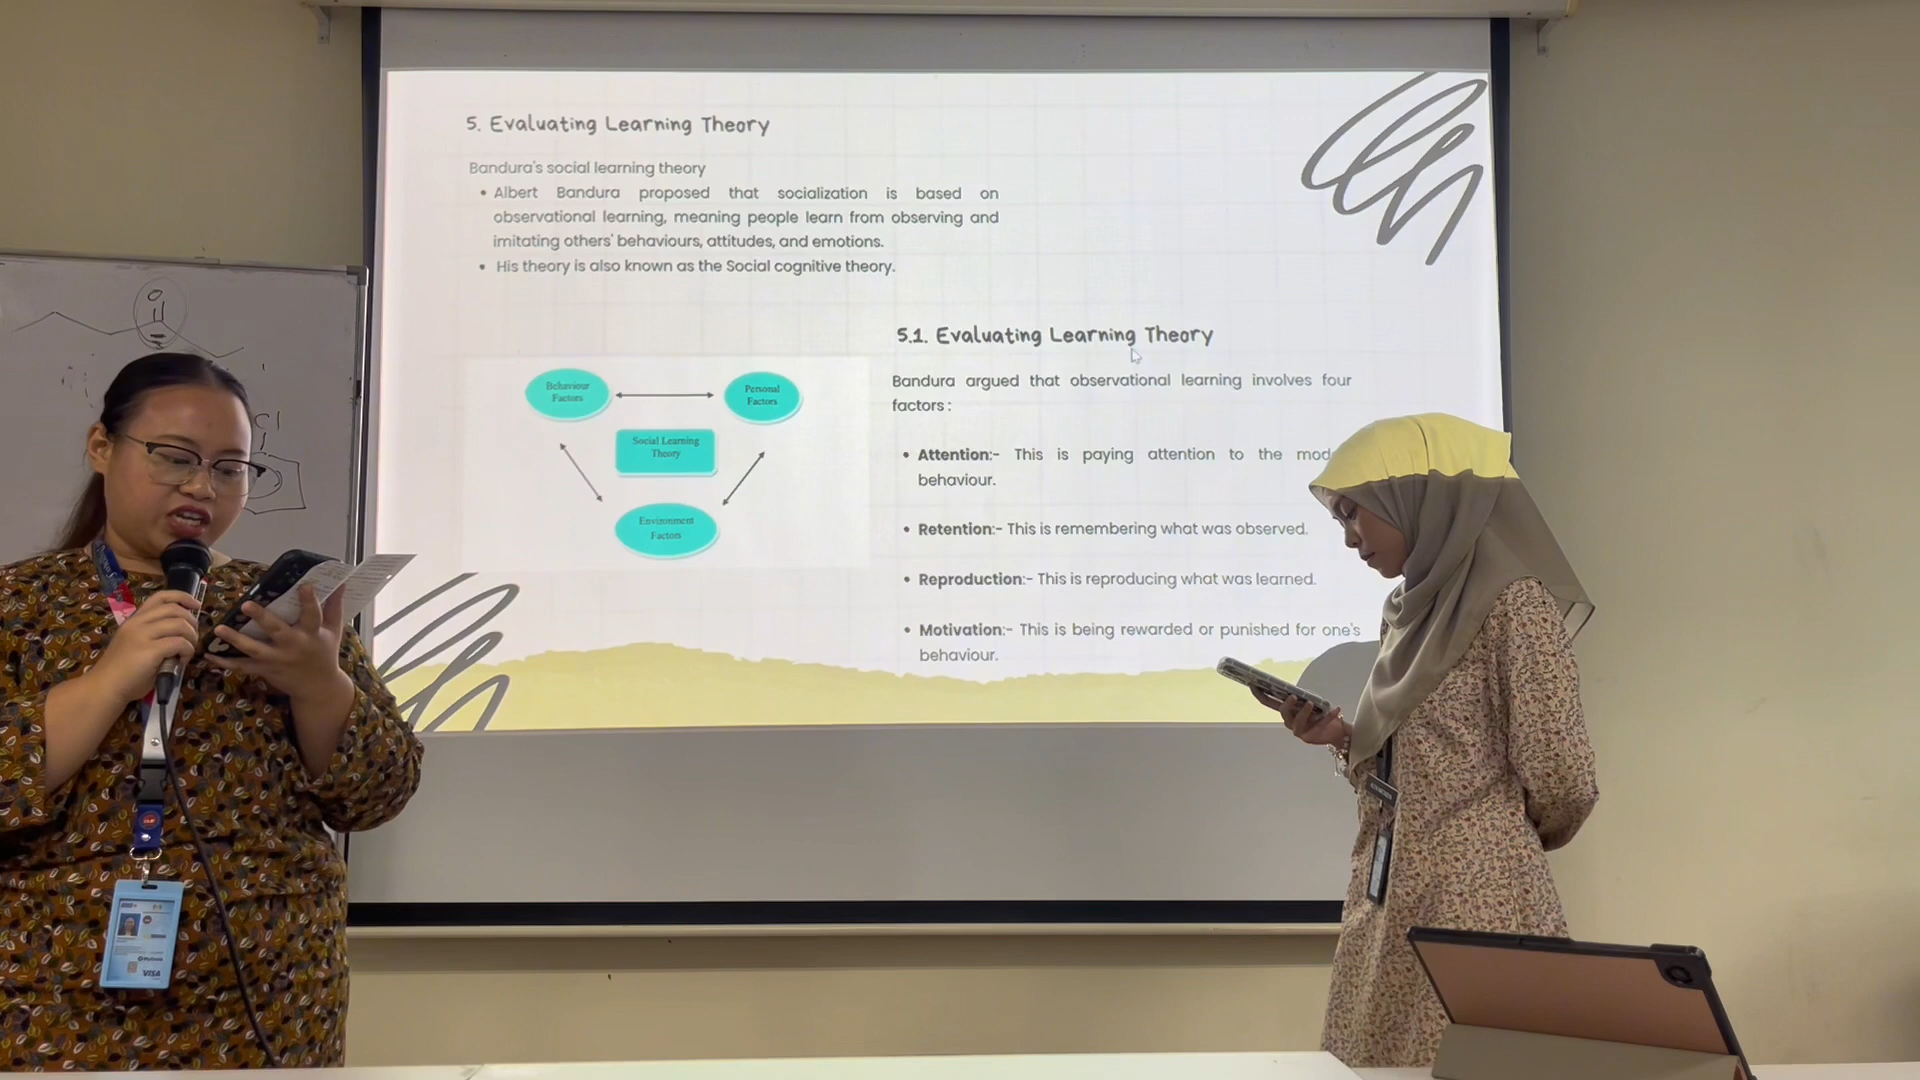 5. Evaluating Learning Theory
Bandura's social learning theory
• Albert Bandura proposed that socialization is based on
observational learning, meaning people learn from observing and
imitating others' behaviours, attitudes, and emotions.
• His theory is also known as the Social cognitive theory.
Behaviour
Factors
Personal
Factors
Social Learning
Theory
Environment
Factors
5.1. Evaluating Learning Theory
Bandura argued that observational learning involves four
factors :
• Attention:- This is paying attention to the
behaviour.
• Retention:- This is remembering what was observed.
• Reproduction:- This is reproducing what was learned.
• Motivation:- This is being rewarded or punished for one's
behaviour.
O
Cl
VISA